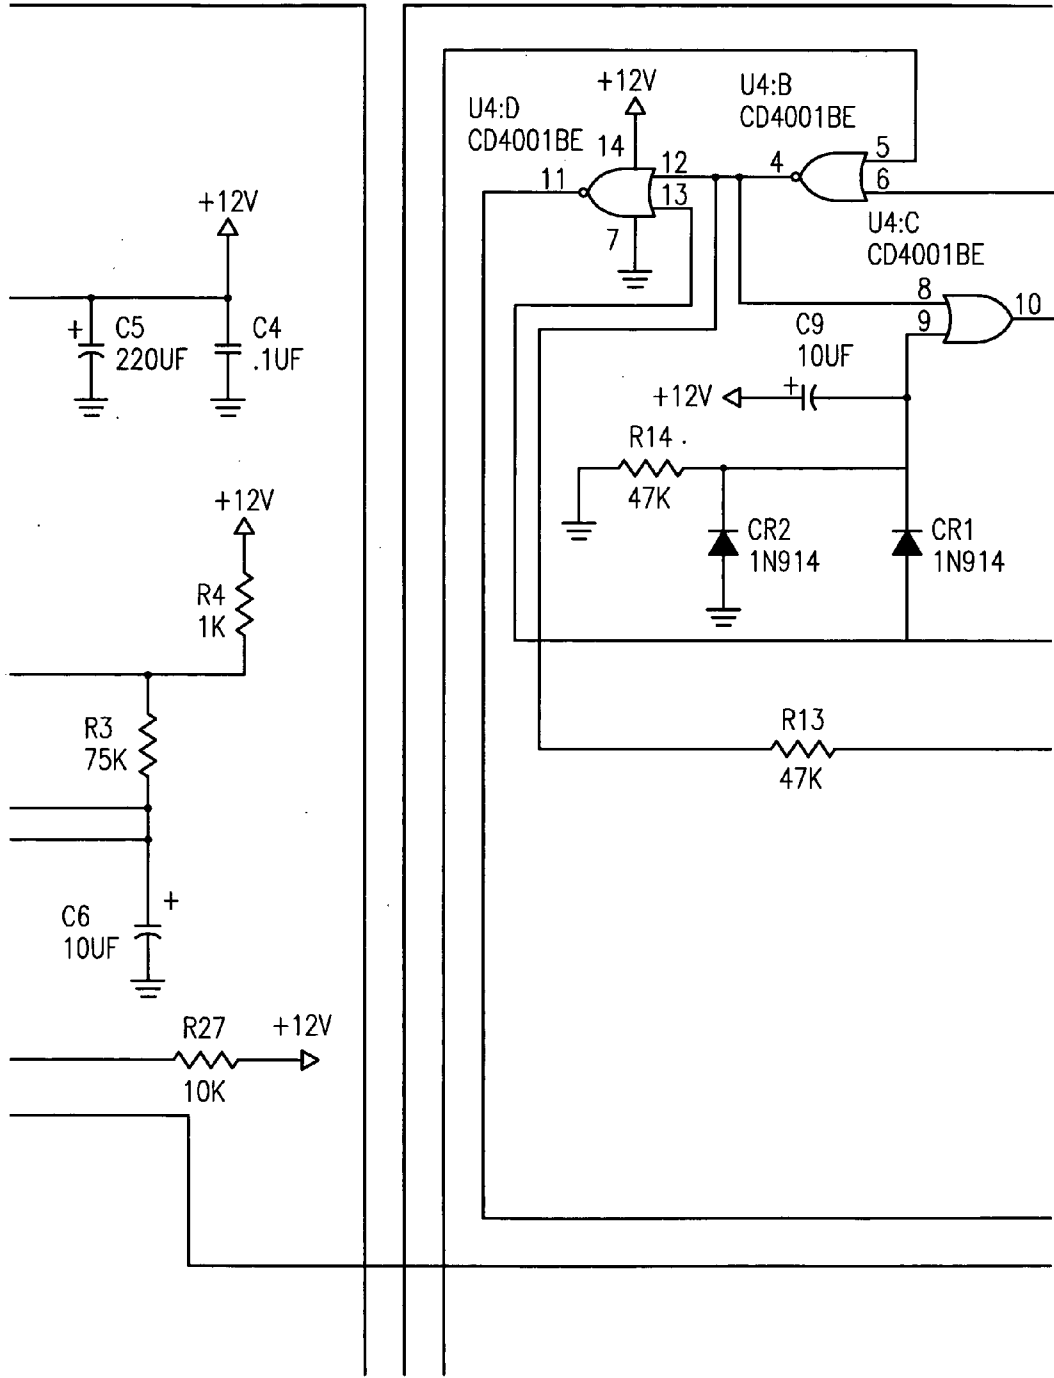 +12V
C5
220UF
C4
.1UF
+
+12V
R4
1K
R3
75K
C6
10UF
+
R27
10K
+12V
U4:D
CD4001BE
+12V
14
11
12
13
7
U4:B
CD4001BE
4
5
6
U4:C
CD4001BE
8
9
10
C9
10UF
+12V
+
R14
47K
CR2
1N914
CR1
1N914
R13
47K